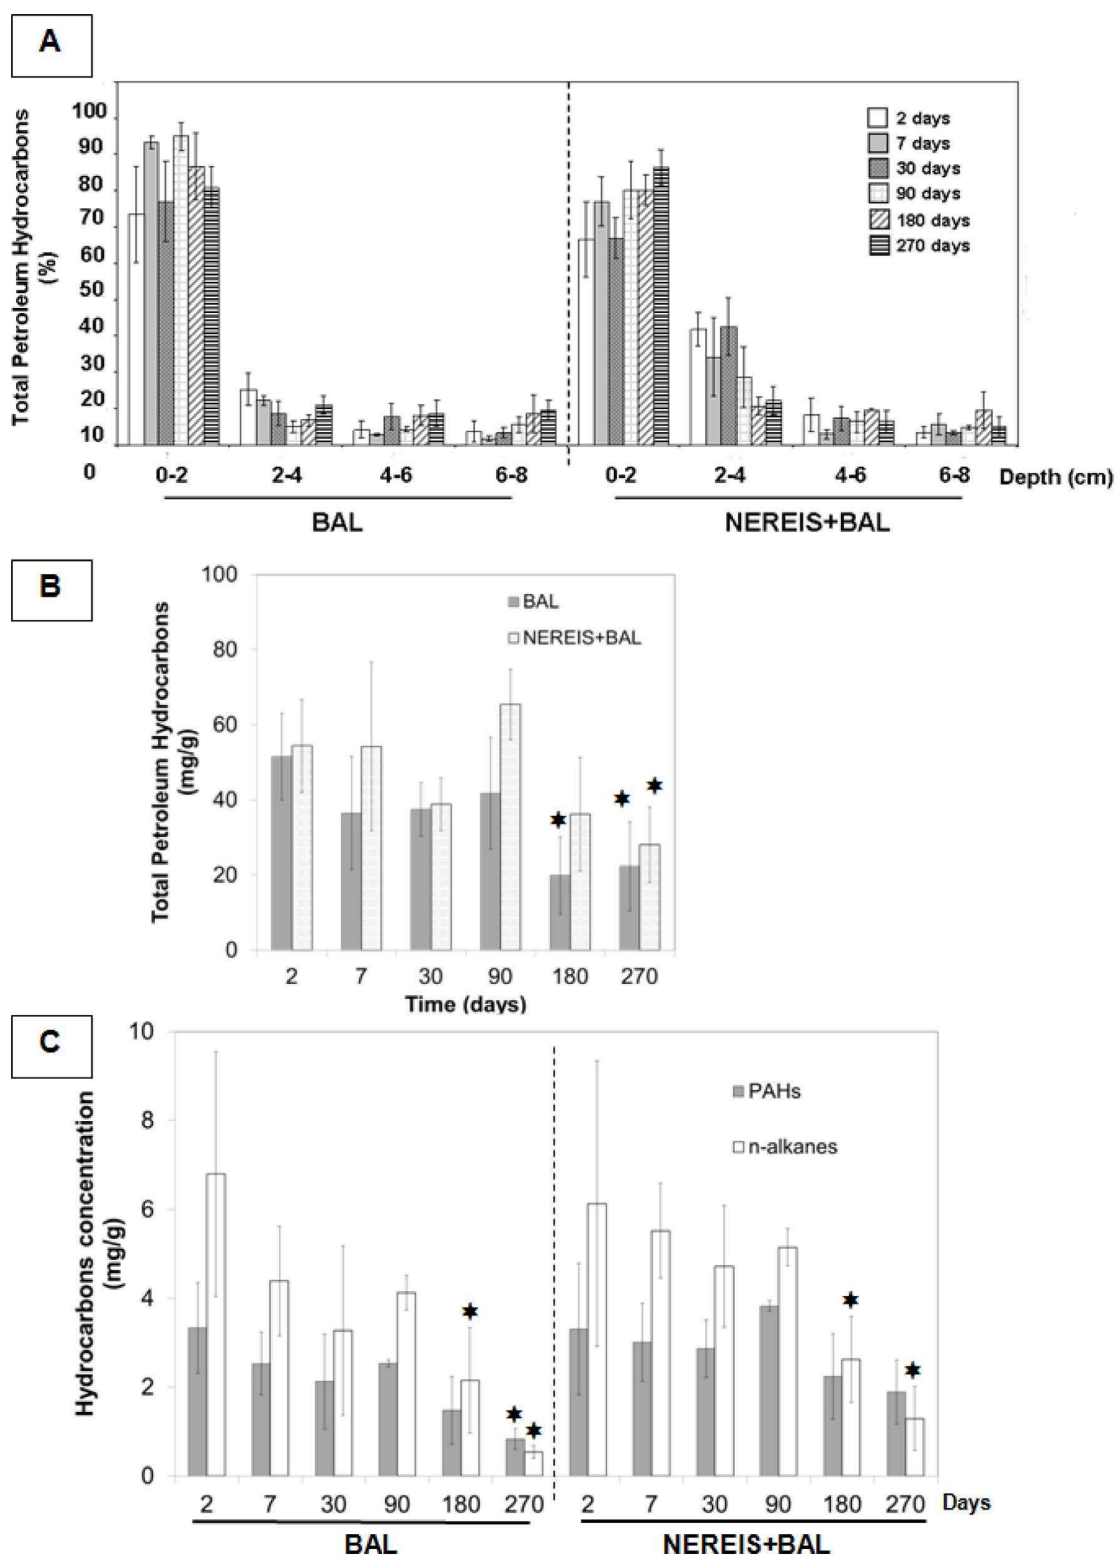 A
Total Petroleum Hydrocarbons
(%)
100
90
80
70
60
50
40
30
20
10
0
2 days
7 days
30 days
90 days
180 days
270 days
0-2
2-4
4-6
6-8
0-2
2-4
4-6
6-8
Depth (cm)
BAL
NEREIS+BAL
B
Total Petroleum Hydrocarbons
(mg/g)
100
80
60
40
20
0
BAL
NEREIS+BAL
2
7
30
90
180
270
Time (days)
C
Hydrocarbons concentration
(mg/g)
10
8
6
4
2
0
PAHs
n-alkanes
2
7
30
90
180
270
2
7
30
90
180
270
Days
BAL
NEREIS+BAL